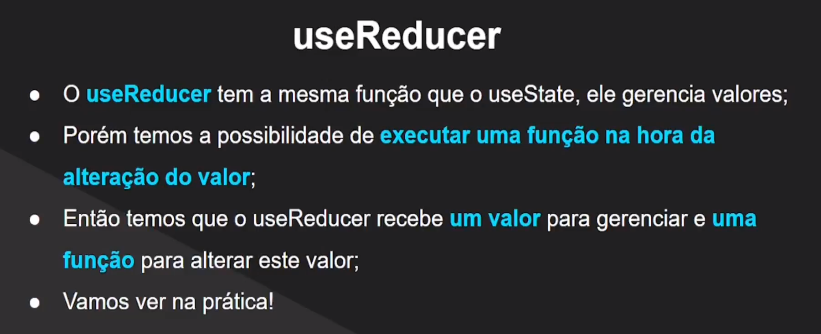 useReducer
● O useReducer tem a mesma função que o useState, ele gerencia valores;
● Porém temos a possibilidade de executar uma função na hora da
alteração do valor;
● Então temos que o useReducer recebe um valor para gerenciar e uma
função para alterar este valor;
● Vamos ver na prática!